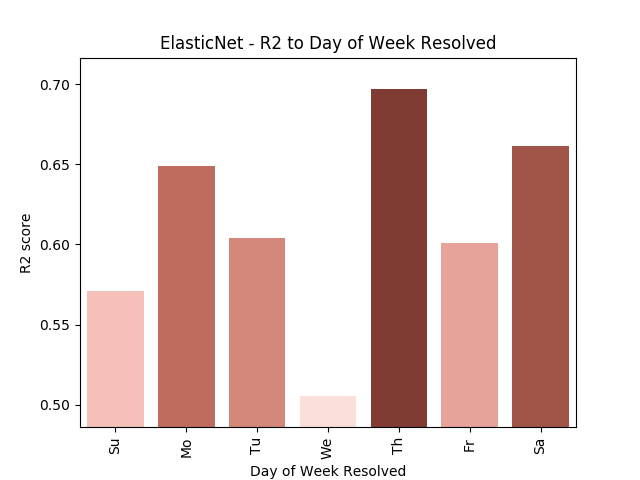 ElasticNet - R2 to Day of Week Resolved
0.70
0.65
0.60
0.55
0.50
R2 score
Su
Mo
Tu
We
Th
Fr
Sa
Day of Week Resolved